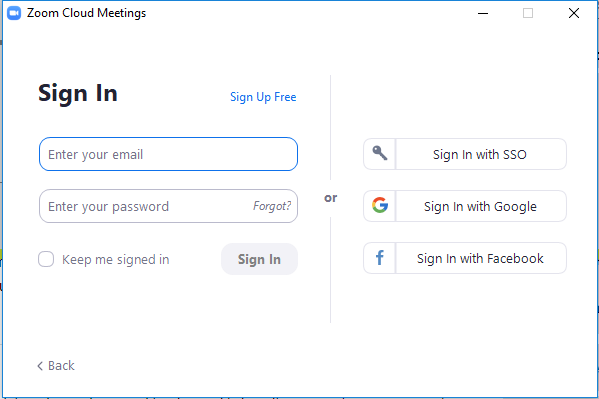 Zoom Cloud Meetings
Sign In
Sign Up Free
Enter your email
Enter your password
Forgot?
Keep me signed in
Sign In
or
Sign In with SSO
Sign In with Google
Sign In with Facebook
Back